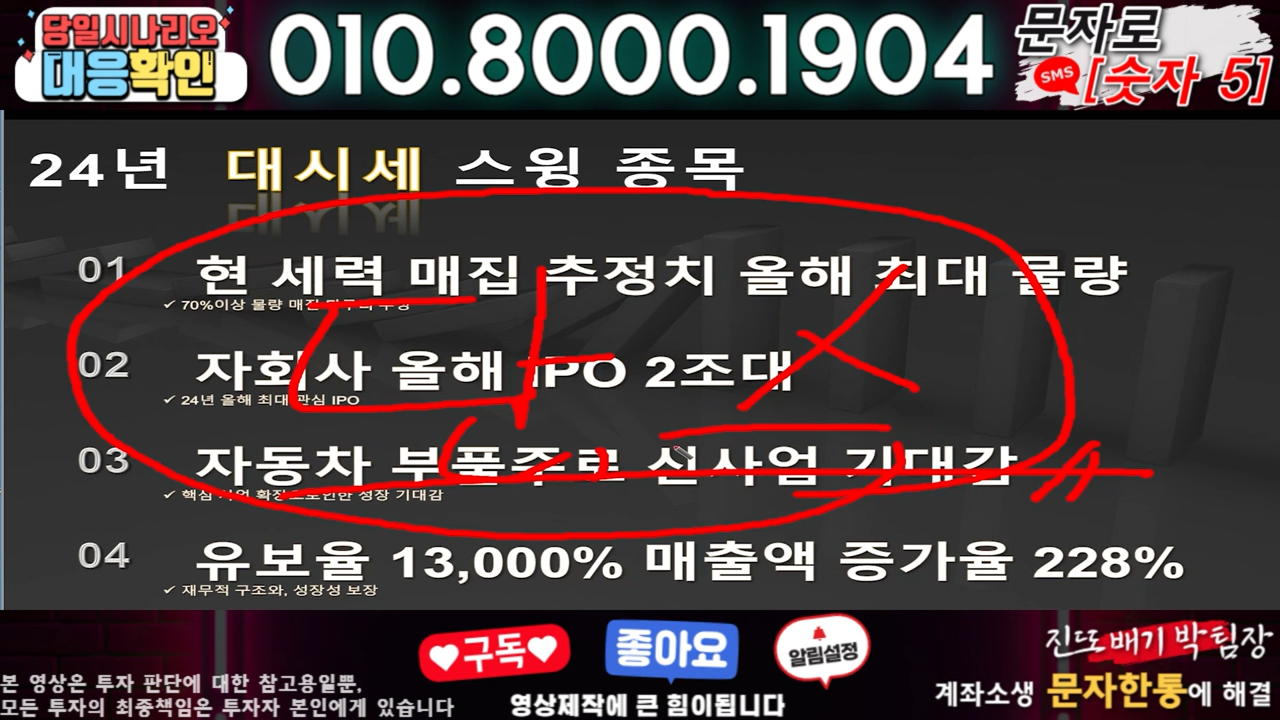 당일시나리오
대응확인
010.8000.1904
문자로
SMS [숫자 5]
24년 대시세 스윙 종목
01 현 세력 매집 추정치 올해 최대 물량
✓ 70%이상 물량 매집
02 자회사 올해 IPO 2조대
✓ 24년 올해 최대 관심 IPO
03 자동차 부품주로 신사업 기대감
✓ 핵심 사업 확장으로인한 성장 기대감
04 유보율 13,000% 매출액 증가율 228%
✓ 재무적 구조와, 성장성 보장
구독
좋아요
알림설정
영상제작에 큰 힘이됩니다
본 영상은 투자 판단에 대한 참고용일뿐,
모든 투자의 최종책임은 투자자 본인에게 있습니다
진또배기 박팀장
계좌소생 문자한통에 해결